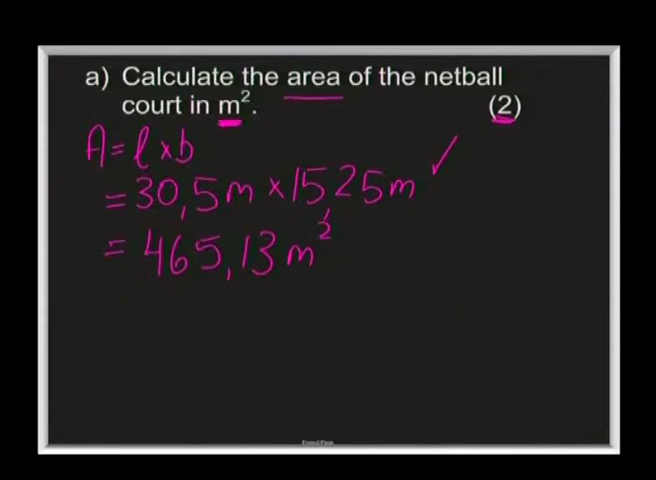 a) Calculate the area of the netball
court in m². (2)
A = l x b
= 30,5m x 15,25m ✓
= 465,13 m²